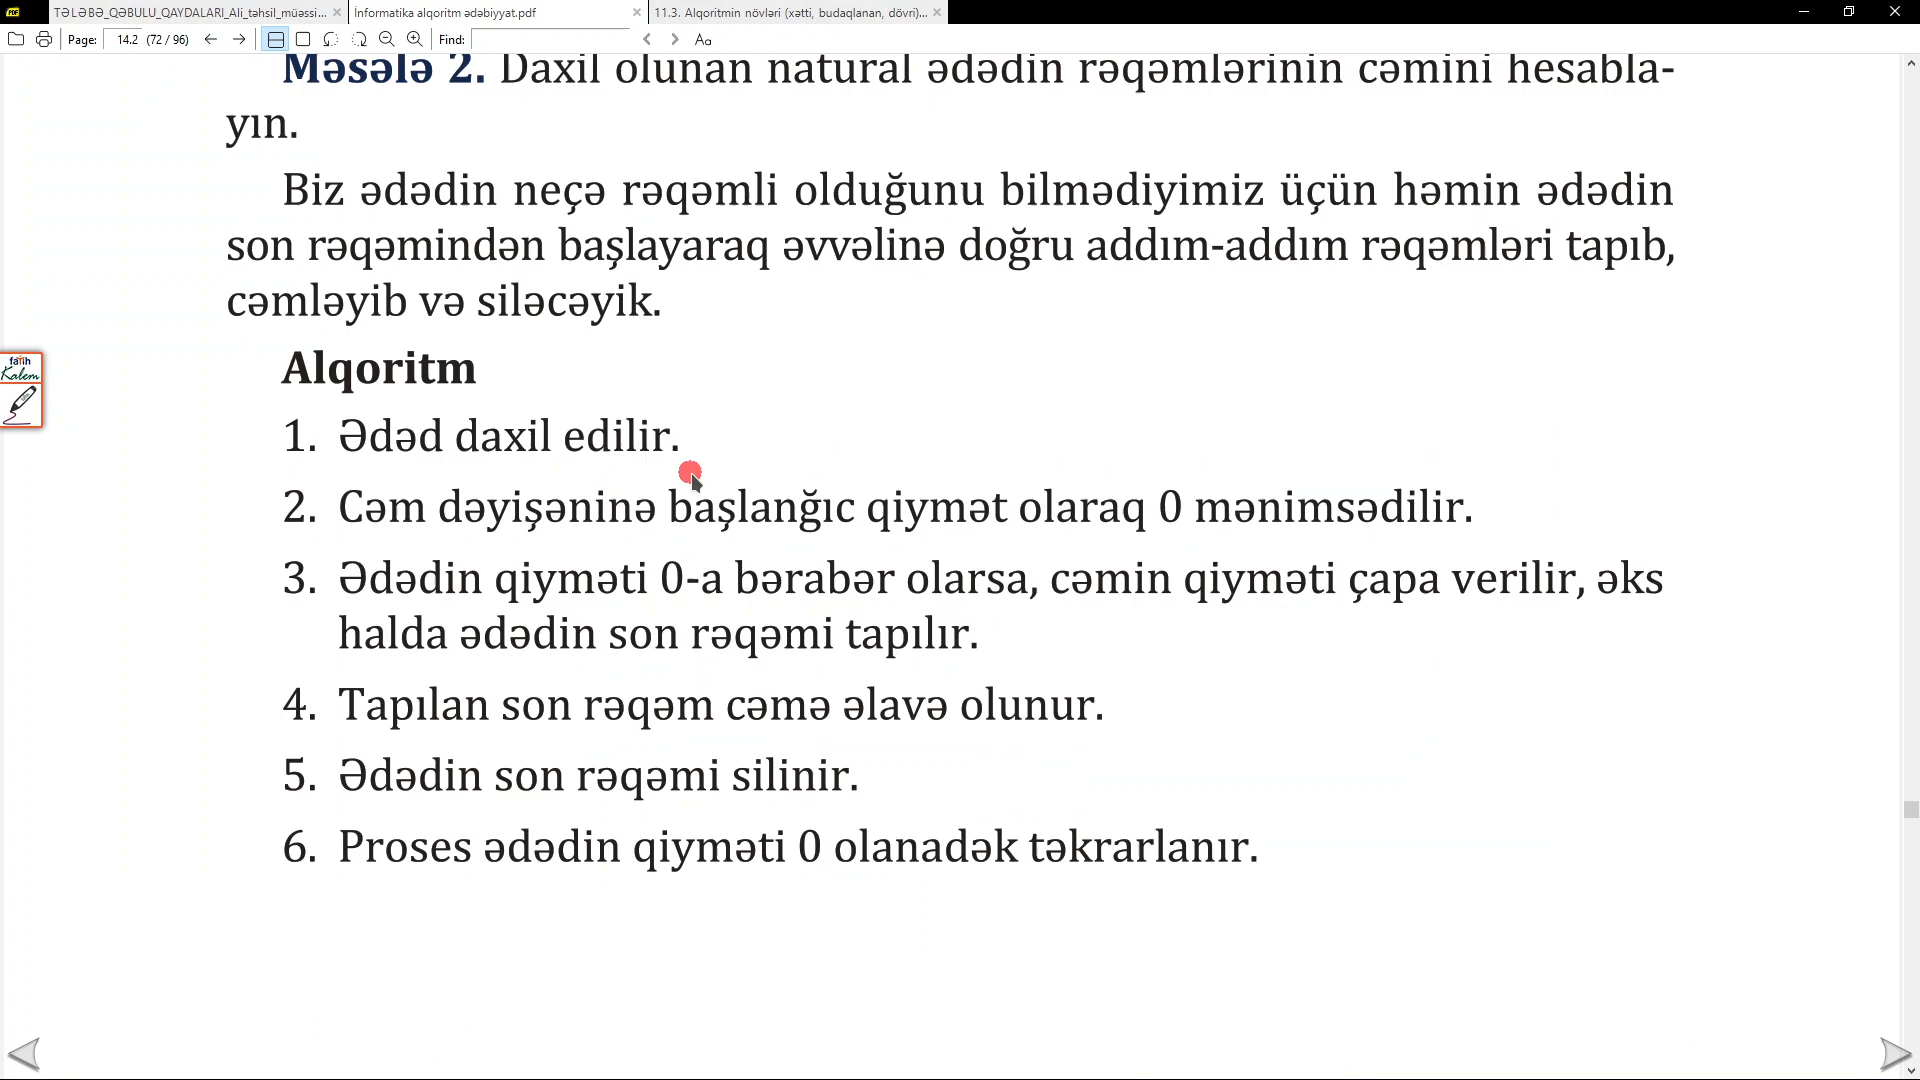 TƏLƏBƏ_QƏBULU_QAYDALARI_Ali_təhsil_müəssi...
İnformatika alqoritm ədəbiyyat.pdf
11.3. Alqoritmin növləri (xətti, budaqlanan, dövri)...
Page: 14.2 (72 / 96) Find: Aa
Məsələ 2. Daxil olunan natural ədədin rəqəmlərinin cəmini hesabla-
yın.
Biz ədədin neçə rəqəmli olduğunu bilmədiyimiz üçün həmin ədədin
son rəqəmindən başlayaraq əvvəlinə doğru addım-addım rəqəmləri tapıb,
cəmləyib və siləcəyik.
fatih
Kalem
Alqoritm
1. Ədəd daxil edilir.
2. Cəm dəyişəninə başlanğıc qiymət olaraq 0 mənimsədilir.
3. Ədədin qiyməti 0-a bərabər olarsa, cəmin qiyməti çapa verilir, əks
halda ədədin son rəqəmi tapılır.
4. Tapılan son rəqəm cəmə əlavə olunur.
5. Ədədin son rəqəmi silinir.
6. Proses ədədin qiyməti 0 olanadək təkrarlanır.